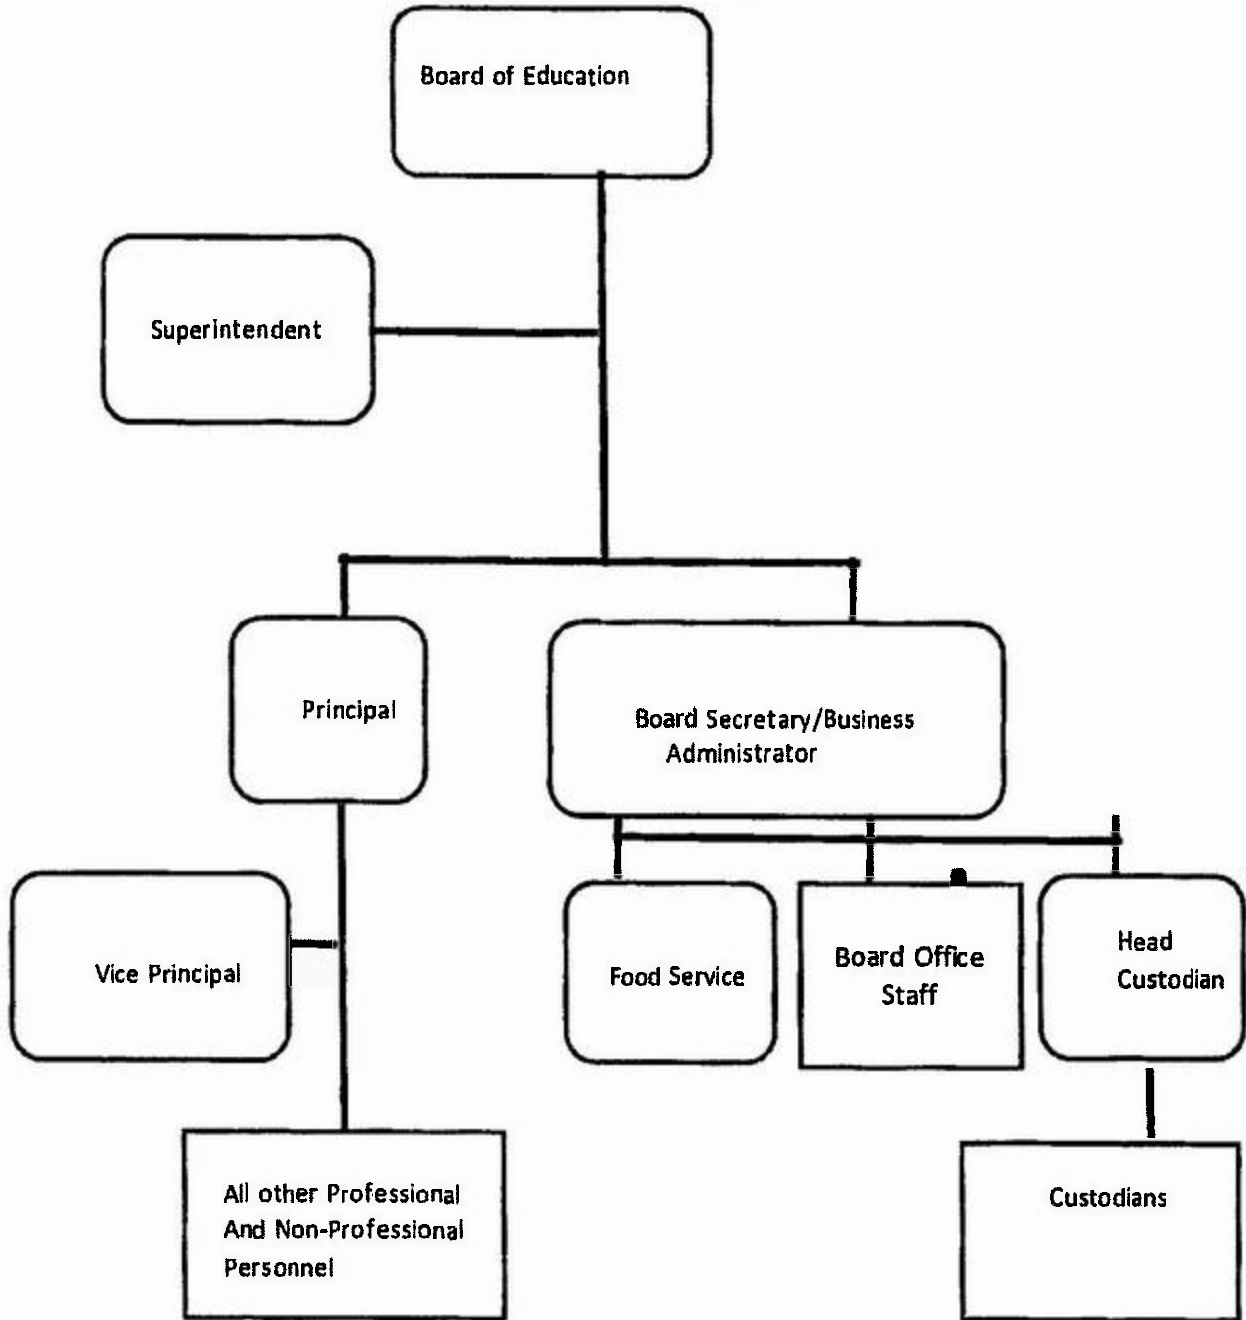 Board of Education
Superintendent
Principal
Board Secretary/Business
Administrator
Vice Principal
Food Service
Board Office
Staff
Head
Custodian
All other Professional
And Non-Professional
Personnel
Custodians